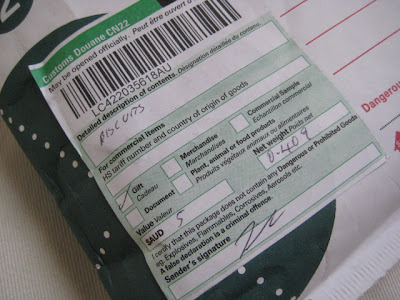 2
Customs Douane CN22
May be opened officially. Peut être ouvert
LC422035618AU
Detailed description of contents. Désignation détaillée du contenu.
BISCUITS
For commercial items
HS tariff number and country of origin of goods
Gift
Cadeau
Merchandise
Marchandises
Commercial Sample
Echantillon commercial
Document
Plant, animal or food products
Produits végétaux, animaux ou alimentaires
Value Valeur
Net weight Poids net
0-409
$AUD 5
I certify that this package does not contain any Dangerous or Prohibited Goods
eg. Explosives, Flammables, Corrosives, Aerosols etc.
A false declaration is a criminal offence.
Sender's signature
Dangerous